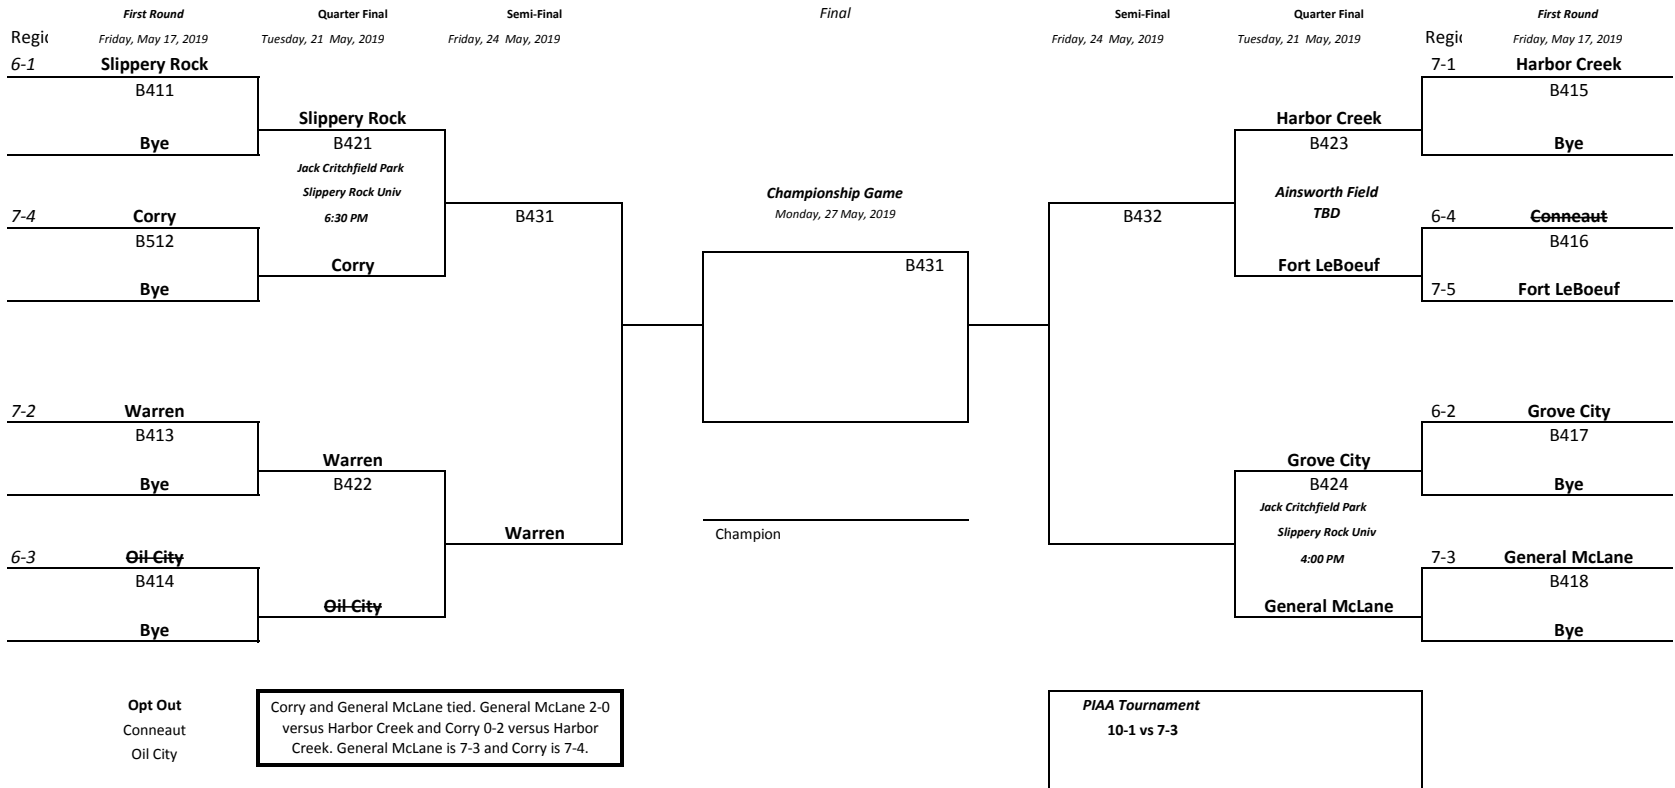 First Round Quarter Final Semi-Final Final Semi-Final Quarter Final First Round
Regi Friday, May 17, 2019 Tuesday, 21 May, 2019 Friday, 24 May, 2019 Friday, 24 May, 2019 Tuesday, 21 May, 2019 Regi Friday, May 17, 2019
6-1 Slippery Rock 7-1 Harbor Creek
B411 B415
Slippery Rock Harbor Creek
Bye B421 B423 Bye
Jack Critchfield Park
Slippery Rock Univ Championship Game Ainsworth Field
7-4 Corry 6:30 PM B431 Monday, 27 May, 2019 B432 TBD 6-4 Conneaut
B512 B416
Corry B431 Fort LeBoeuf
Bye 7-5 Fort LeBoeuf
7-2 Warren 6-2 Grove City
B413 B417
Warren Grove City
Bye B422 B424 Bye
Jack Critchfield Park
Warren Champion Slippery Rock Univ
6-3 Oil City 4:00 PM 7-3 General McLane
B414 B418
Oil City General McLane
Bye Bye
Opt Out
Conneaut
Oil City
Corry and General McLane tied. General McLane 2-0
versus Harbor Creek and Corry 0-2 versus Harbor
Creek. General McLane is 7-3 and Corry is 7-4.
PIAA Tournament
10-1 vs 7-3